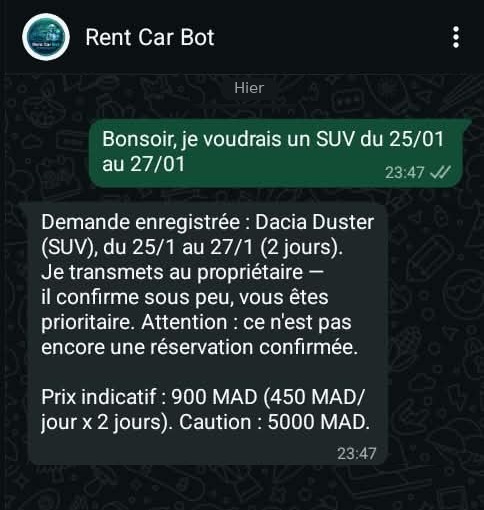 Rent Car Bot
Hier
Bonsoir, je voudrais un SUV du 25/01
au 27/01
23:47
Demande enregistrée : Dacia Duster
(SUV), du 25/1 au 27/1 (2 jours).
Je transmets au propriétaire —
il confirme sous peu, vous êtes
prioritaire. Attention : ce n'est pas
encore une réservation confirmée.
Prix indicatif : 900 MAD (450 MAD/
jour x 2 jours). Caution : 5000 MAD.
23:47